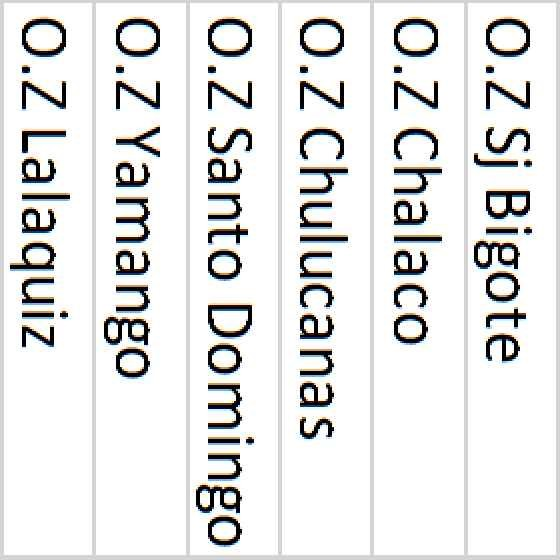 O.Z Lalaquiz
O.Z Yamango
O.Z Santo Domingo
O.Z Chulucanas
O.Z Chalaco
O.Z Sj Bigote